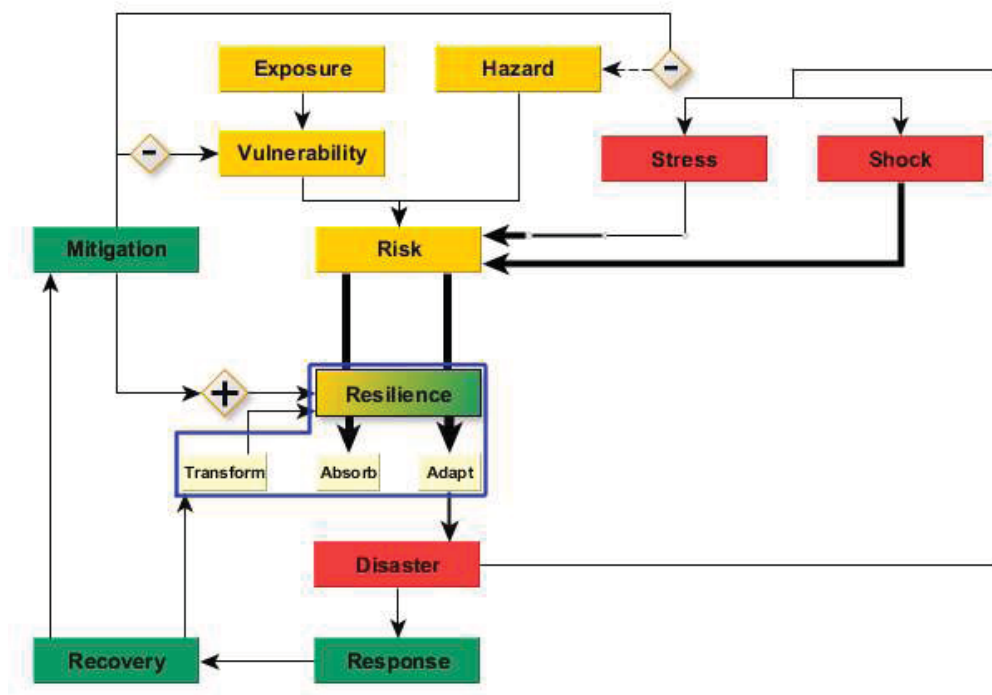 Exposure
Hazard
-
-
Vulnerability
Stress
Shock
Mitigation
Risk
+
Resilience
Transform
Absorb
Adapt
Disaster
Recovery
Response